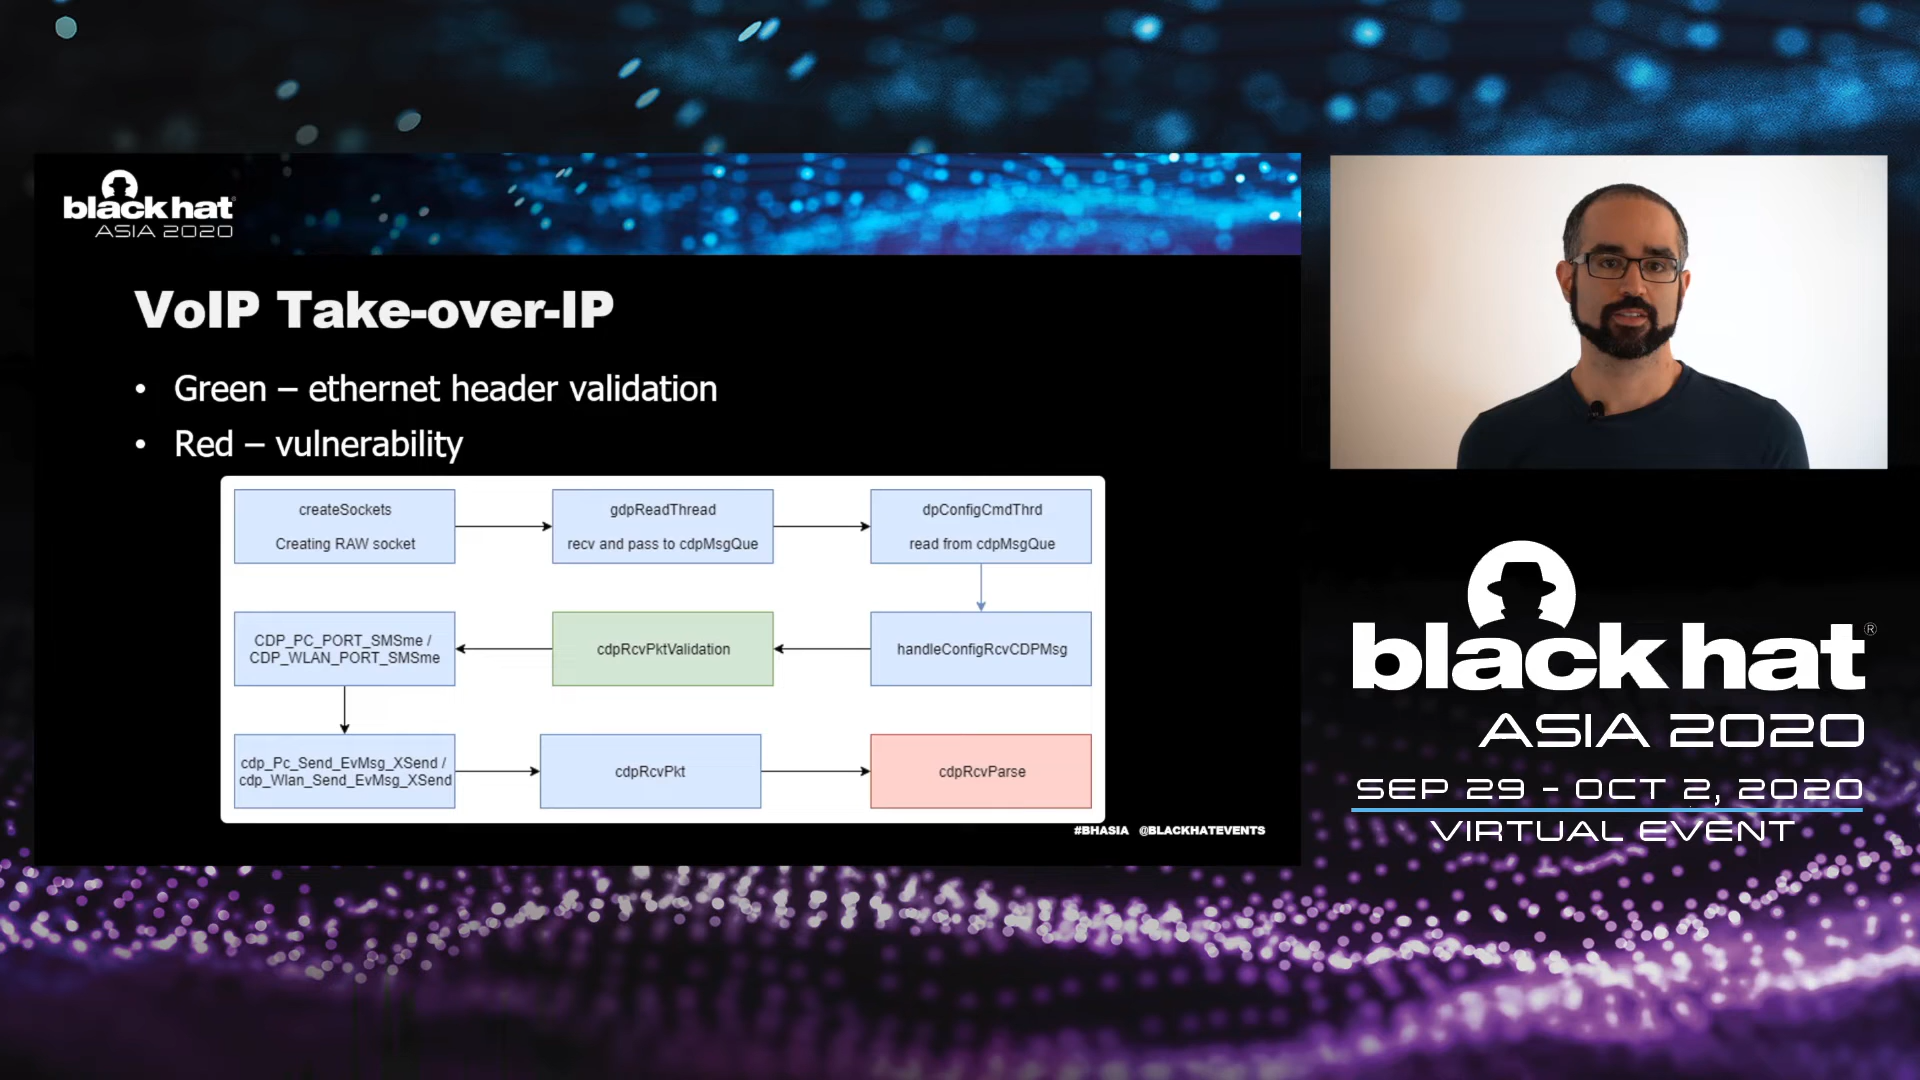 black hat
ASIA 2020
VoIP Take-over-IP
• Green – ethernet header validation
• Red – vulnerability
createSockets
Creating RAW socket
gdpReadThread
recv and pass to cdpMsgQue
dpConfigCmdThrd
read from cdpMsgQue
CDP_PC_PORT_SMSme /
CDP_WLAN_PORT_SMSme
cdpRcvPktValidation
handleConfigRcvCDPMsg
cdp_Pc_Send_EvMsg_XSend /
cdp_Wlan_Send_EvMsg_XSend
cdpRcvPkt
cdpRcvParse
#BHASIA @BLACKHATEVENTS
black hat®
ASIA 2020
SEP 29 - OCT 2, 2020
VIRTUAL EVENT